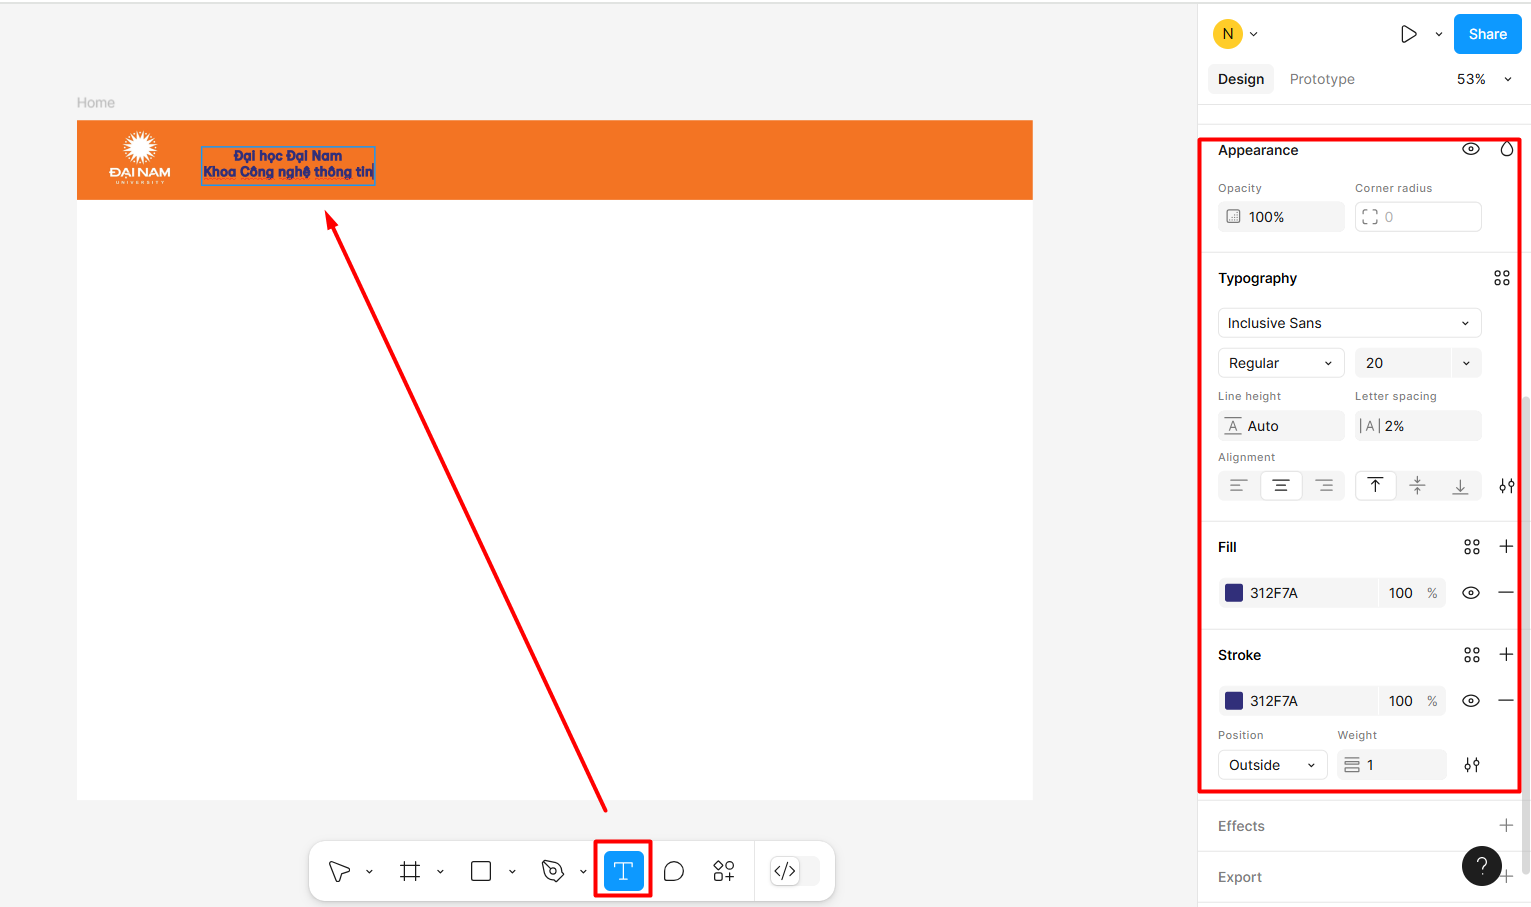 N
Share
Design
Prototype
53%
Home
ĐẠI NAM
UNIVERSITY
Đại học Đại Nam
Khoa Công nghệ thông tin
Appearance
Opacity
Corner radius
100%
0
Typography
Inclusive Sans
Regular
20
Line height
Letter spacing
A Auto
|A| 2%
Alignment
Fill
312F7A
100 %
Stroke
312F7A
100 %
Position
Weight
Outside
1
Effects
Export
?
T
</>